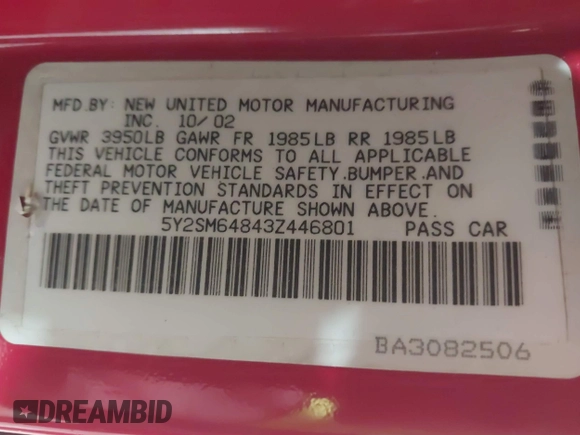 MFD.BY: NEW UNITED MOTOR MANUFACTURING
INC. 10/02
GVWR 3950LB GAWR FR 1985LB RR 1985LB
THIS VEHICLE CONFORMS TO ALL APPLICABLE
FEDERAL MOTOR VEHICLE SAFETY.BUMPER.AND
THEFT PREVENTION STANDARDS IN EFFECT ON
THE DATE OF MANUFACTURE SHOWN ABOVE.
5Y2SM64843Z446801 PASS CAR
BA3082506
DREAMBID